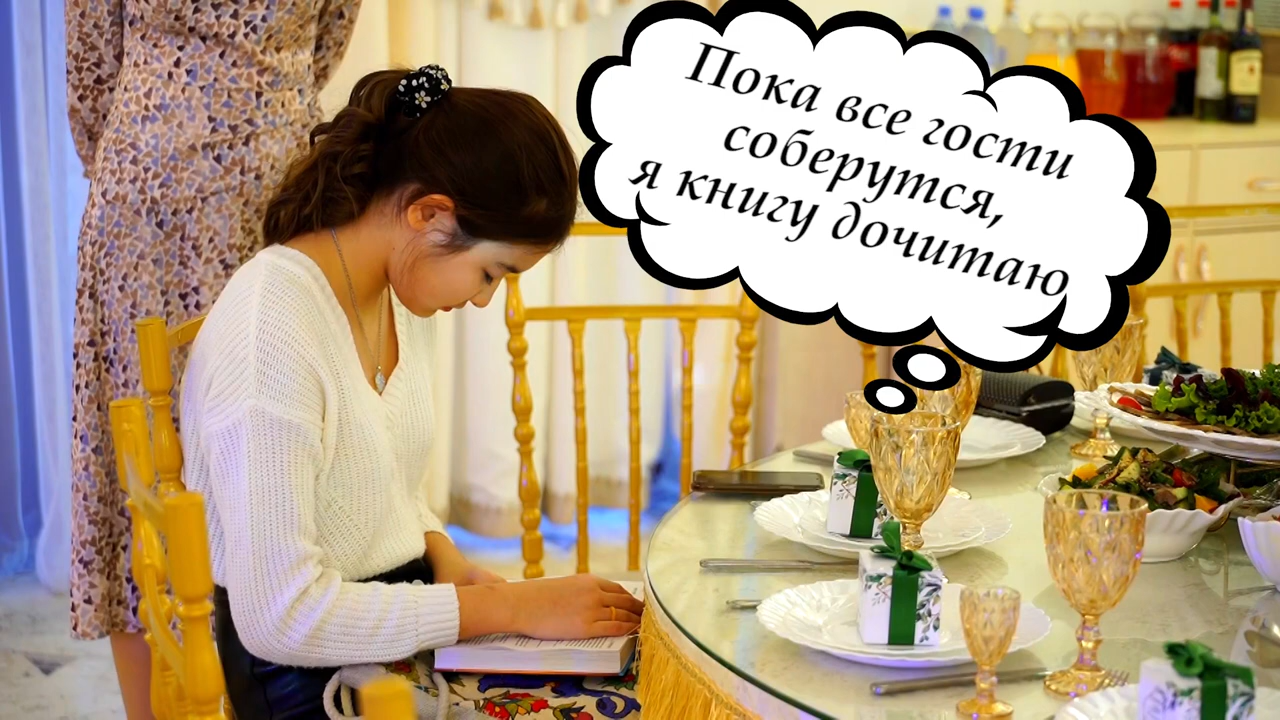 Пока все гости
соберутся,
я книгу дочитаю